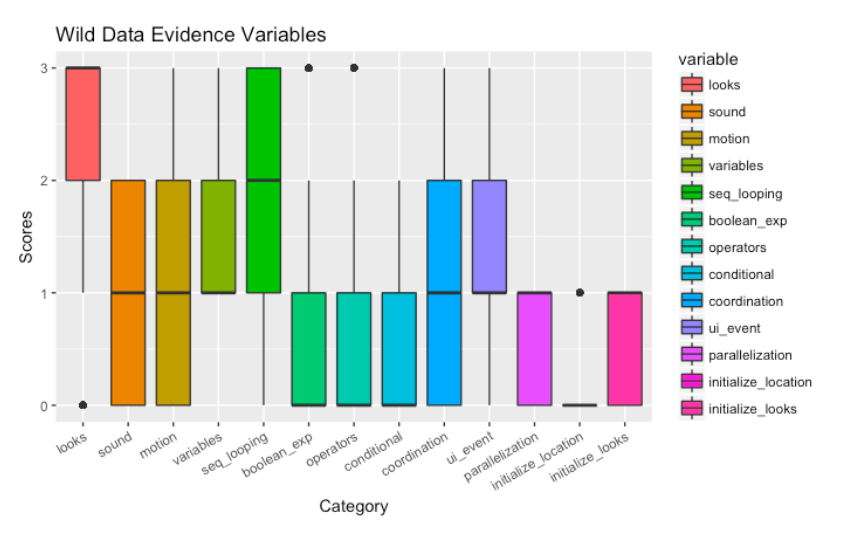 Wild Data Evidence Variables
Scores
3
2
1
0
looks
sound
motion
variables
seq_looping
boolean_exp
operators
conditional
coordination
ui_event
parallelization
initialize_location
initialize_looks
Category
variable
looks
sound
motion
variables
seq_looping
boolean_exp
operators
conditional
coordination
ui_event
parallelization
initialize_location
initialize_looks